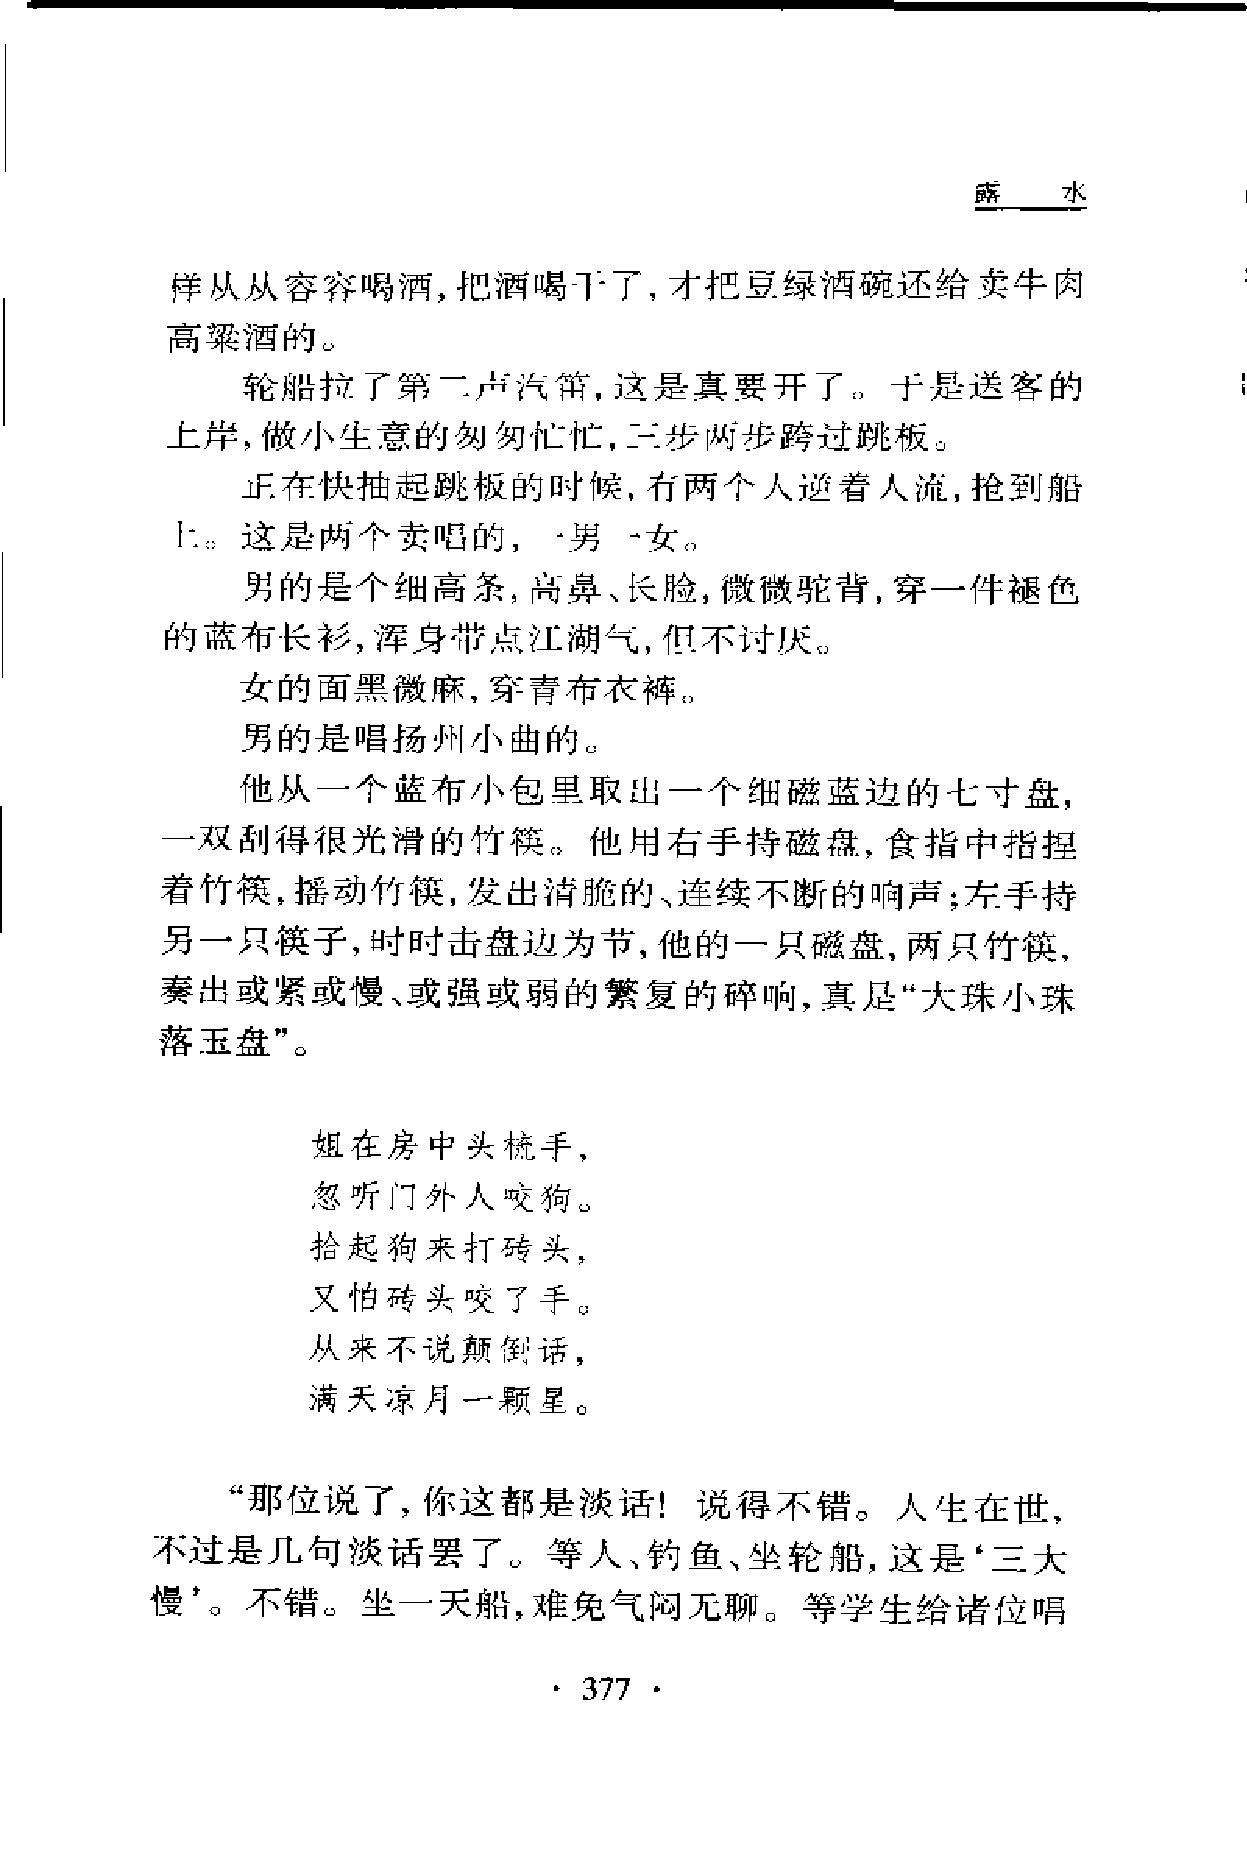 露 水
样从从容容喝酒,把酒喝干了,才把豆绿酒碗还给卖牛肉
高粱酒的。
轮船拉了第二声汽笛,这是真要开了。于是送客的
上岸,做小生意的匆匆忙忙,三步两步跨过跳板。
正在快抽起跳板的时候,有两个人逆着人流,抢到船
上。这是两个卖唱的,一男一女。
男的是个细高条,高鼻、长脸,微微驼背,穿一件褪色
的蓝布长衫,浑身带点江湖气,但不讨厌。
女的面黑微麻,穿青布衣裤。
男的是唱扬州小曲的。
他从一个蓝布小包里取出一个细磁蓝边的七寸盘,
一双刮得很光滑的竹筷。他用右手持磁盘,食指中指捏
着竹筷,摇动竹筷,发出清脆的、连续不断的响声;左手持
另一只筷子,时时击盘边为节,他的一只磁盘,两只竹筷,
奏出或紧或慢、或强或弱的繁复的碎响,真是“大珠小珠
落玉盘”。
姐在房中头梳手,
忽听门外人咬狗。
拾起狗来打砖头,
又怕砖头咬了手。
从来不说颠倒话,
满天凉月一颗星。
“那位说了,你这都是淡话!说得不错。人生在世,
不过是几句淡话罢了。等人、钓鱼、坐轮船,这是‘三大
慢’。不错。坐一天船,难免气闷无聊。等学生给诸位唱
· 377 ·